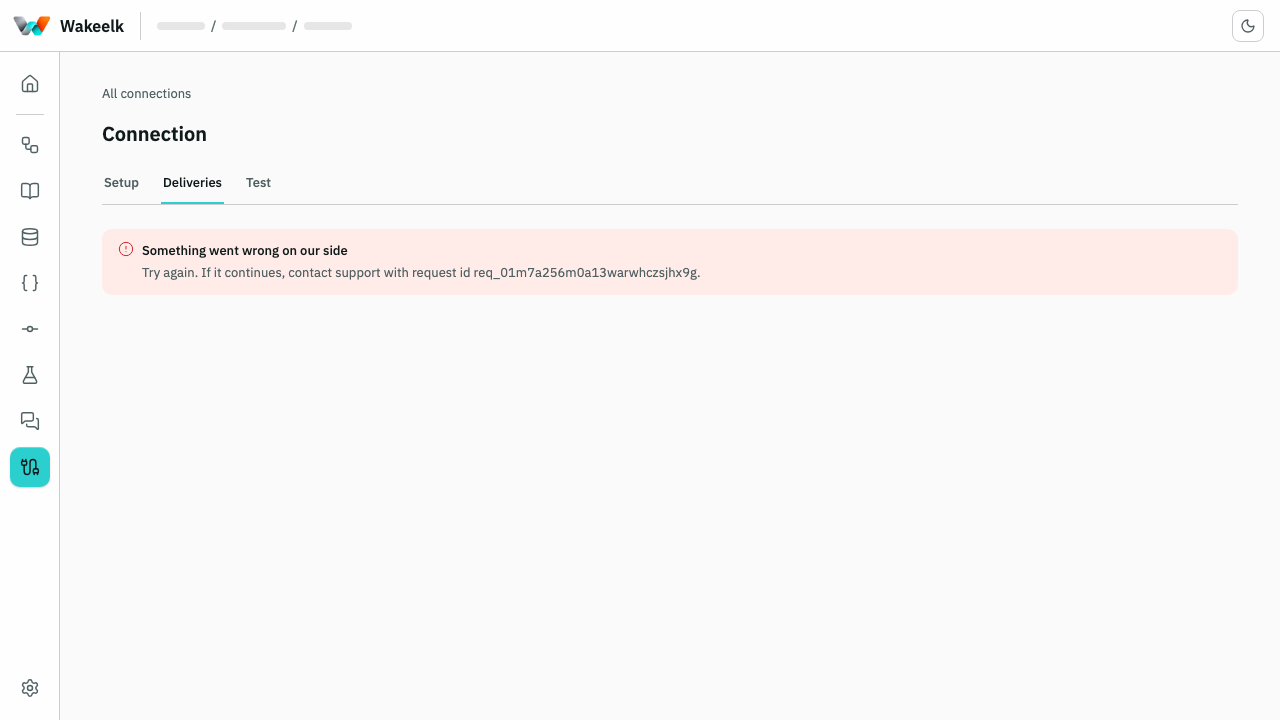 Wakeelk
/ /
All connections
Connection
Setup Deliveries Test
Something went wrong on our side
Try again. If it continues, contact support with request id req_01m7a256m0a13warwhczsjhx9g.